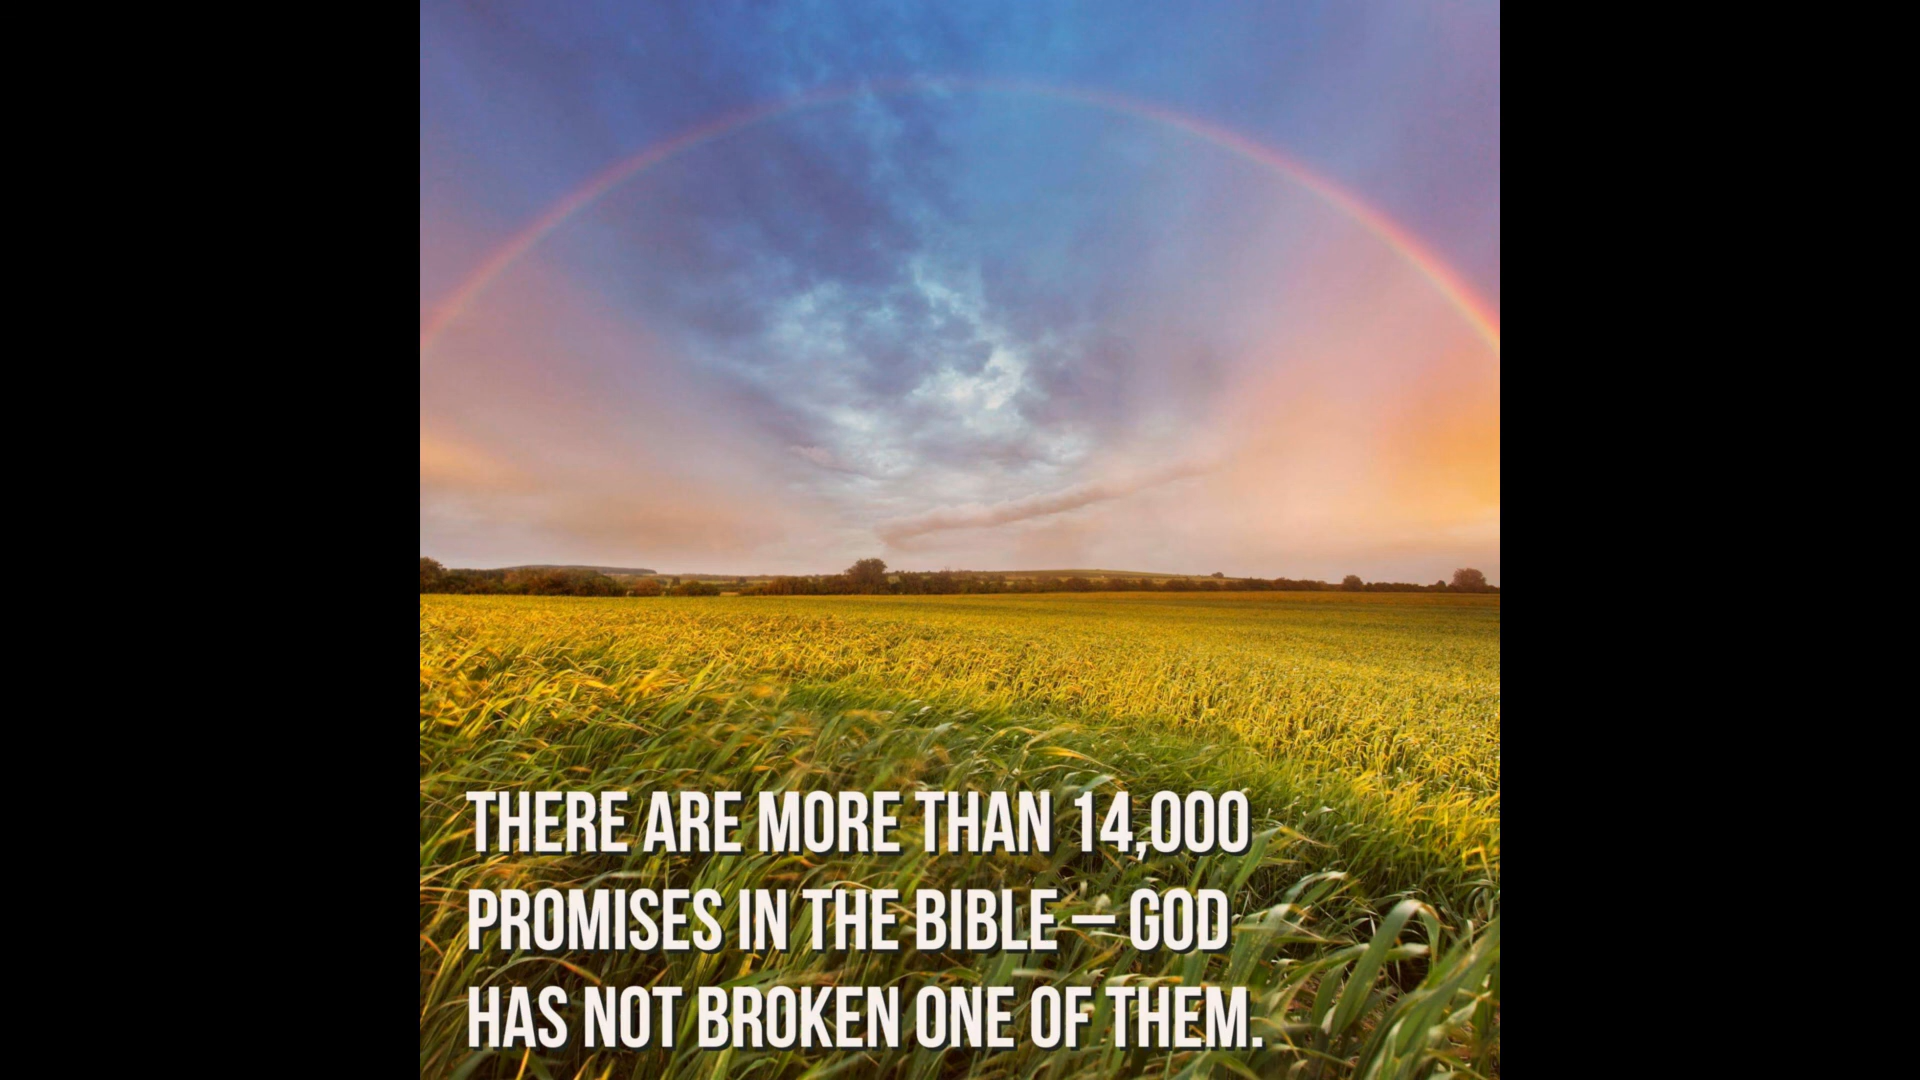 THERE ARE MORE THAN 14,000
PROMISES IN THE BIBLE – GOD
HAS NOT BROKEN ONE OF THEM.